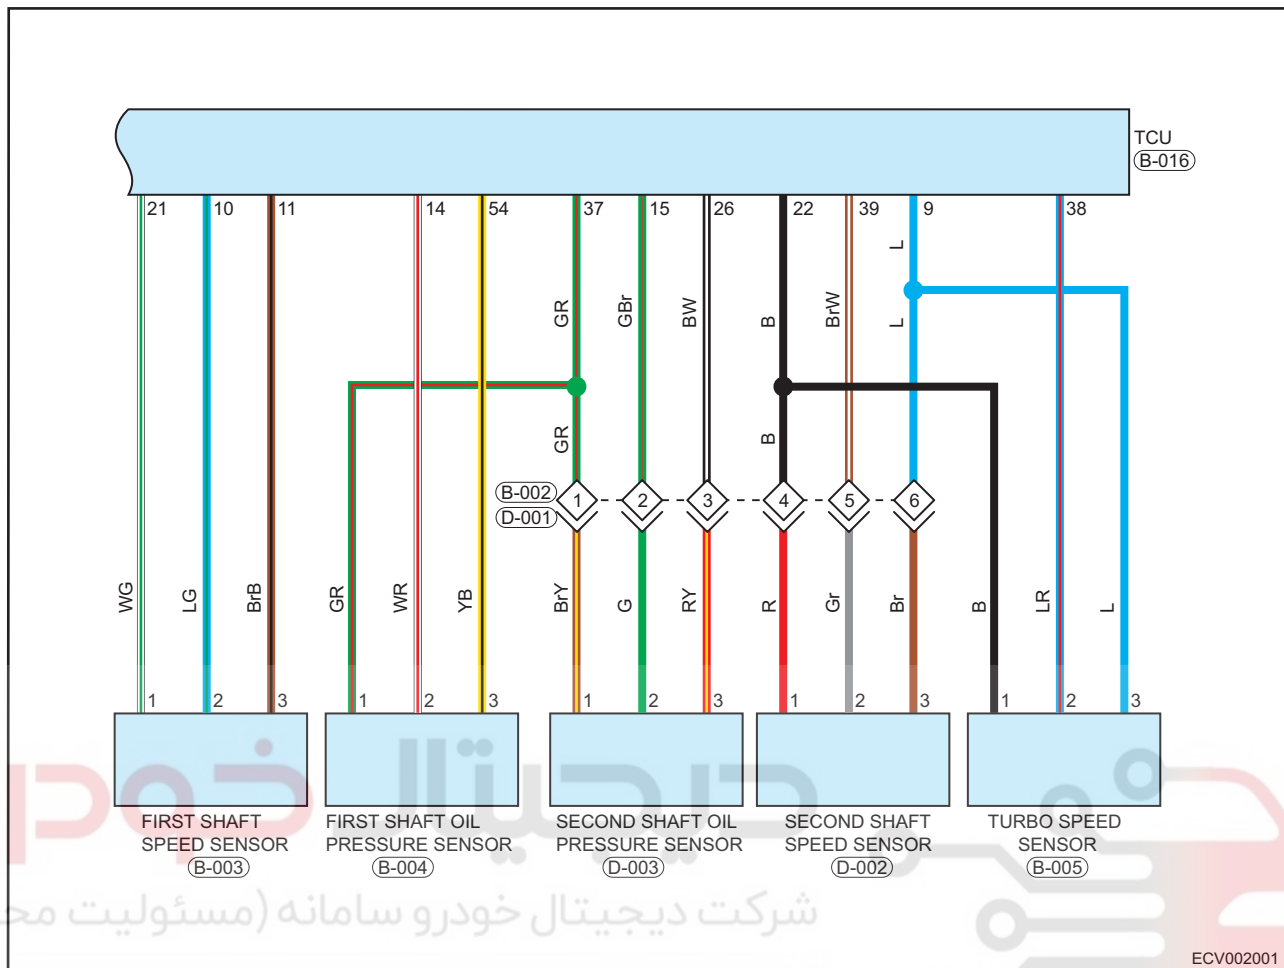 TCU
B-016
21 10 11 14 54 37 15 26 22 39 9 38
L
GR GBr BW B BrW L
GR B
B-002
D-001
1 2 3 4 5 6
WG LG BrB GR WR YB BrY G RY R Gr Br B LR L
1 2 3 1 2 3 1 2 3 1 2 3 1 2 3
FIRST SHAFT
SPEED SENSOR
B-003
FIRST SHAFT OIL
PRESSURE SENSOR
B-004
SECOND SHAFT OIL
PRESSURE SENSOR
D-003
SECOND SHAFT
SPEED SENSOR
D-002
TURBO SPEED
SENSOR
B-005
دیجیتال خودر
شرکت دیجیتال خودرو سامانه (مسئولیت مح
ECV002001